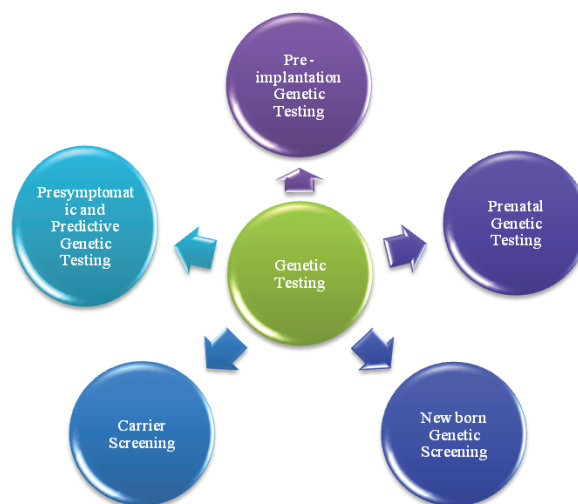 Pre -
implantation
Genetic
Testing
Presymptomat
ic and
Predictive
Genetic
Testing
Prenatal
Genetic
Testing
Genetic
Testing
Carrier
Screening
New born
Genetic
Screening